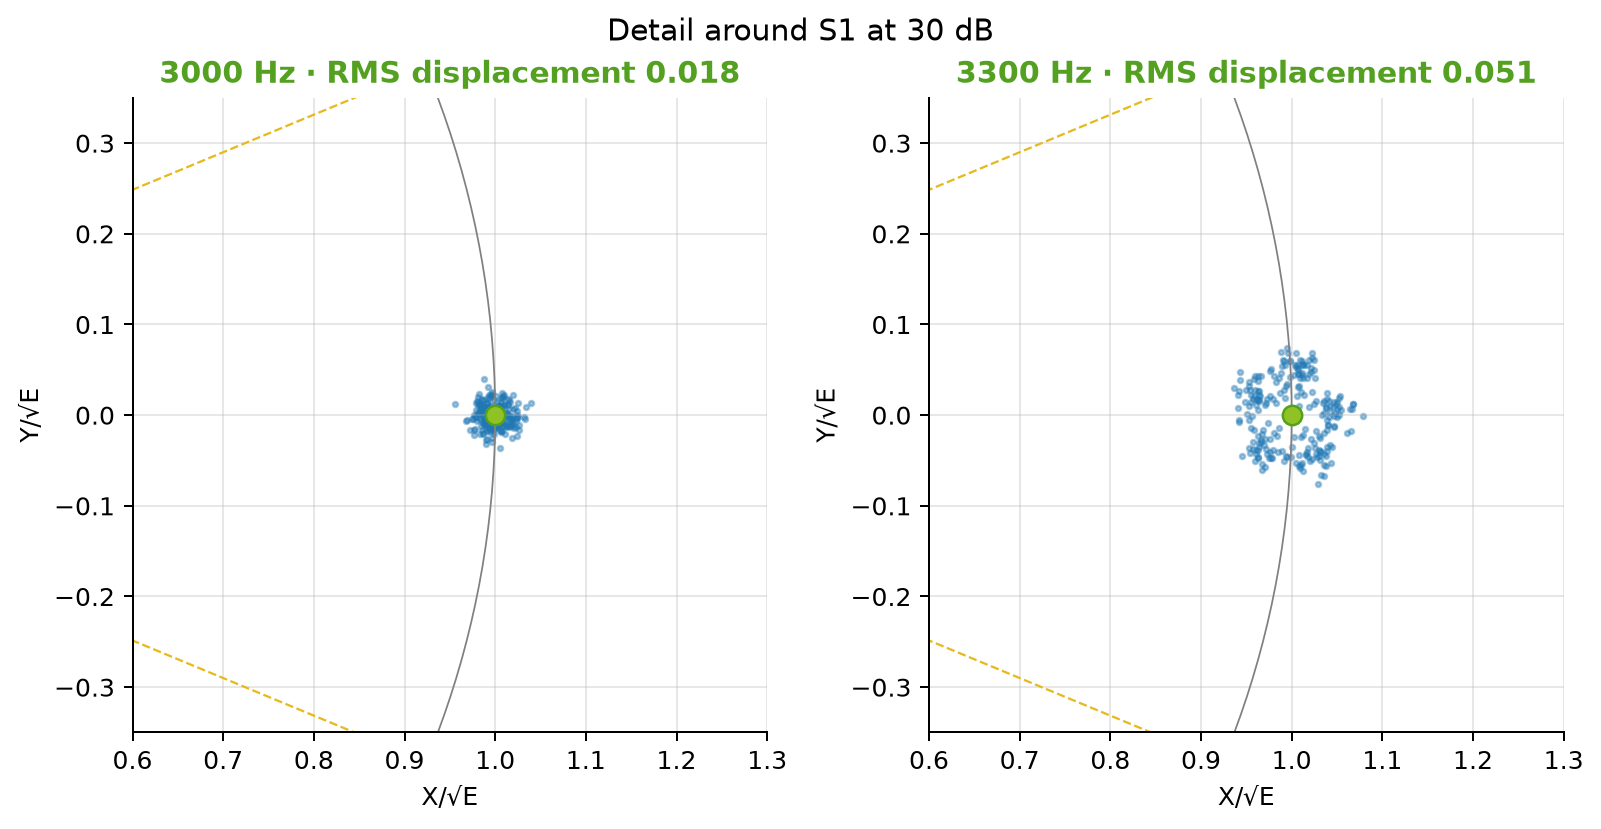 Detail around S1 at 30 dB
3000 Hz · RMS displacement 0.018
3300 Hz · RMS displacement 0.051
0.3
0.2
0.1
0.0
−0.1
−0.2
−0.3
Y/√E
0.6 0.7 0.8 0.9 1.0 1.1 1.2 1.3
X/√E
0.3
0.2
0.1
0.0
−0.1
−0.2
−0.3
Y/√E
0.6 0.7 0.8 0.9 1.0 1.1 1.2 1.3
X/√E